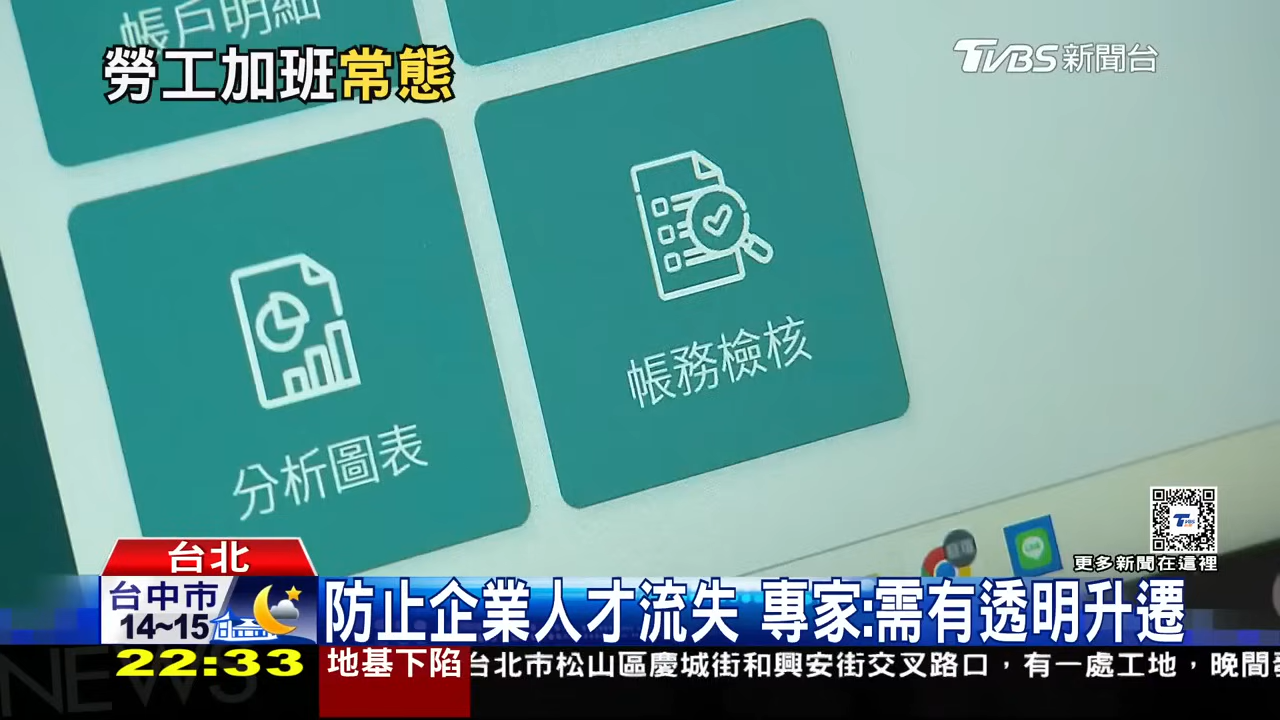 帳戶明細
勞工加班常態
TVBS新聞台
帳務檢核
分析圖表
更多新聞在這裡
台北
台中市
14~15
防止企業人才流失 專家:需有透明升遷
22:33
地基下陷
台北市松山區慶城街和興安街交叉路口，有一處工地，晚間
NEWS